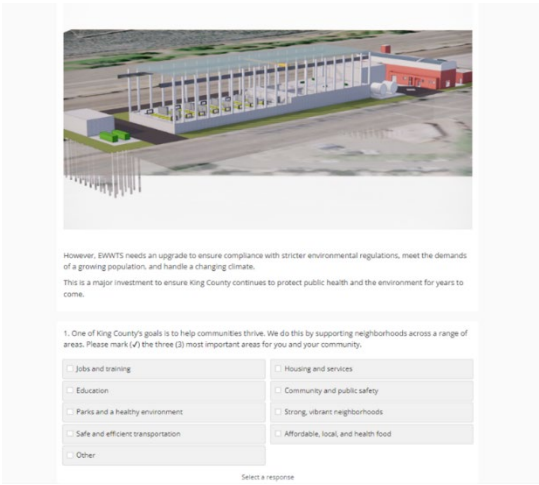 However, EWWTS needs an upgrade to ensure compliance with stricter environmental regulations, meet the demands
of a growing population, and handle a changing climate.
This is a major investment to ensure King County continues to protect public health and the environment for years to
come.
1. One of King County's goals is to help communities thrive. We do this by supporting neighborhoods across a range of
areas. Please mark (✓) the three (3) most important areas for you and your community.
Jobs and training
Housing and services
Education
Community and public safety
Parks and a healthy environment
Strong, vibrant neighborhoods
Safe and efficient transportation
Affordable, local, and health food
Other
Select a response